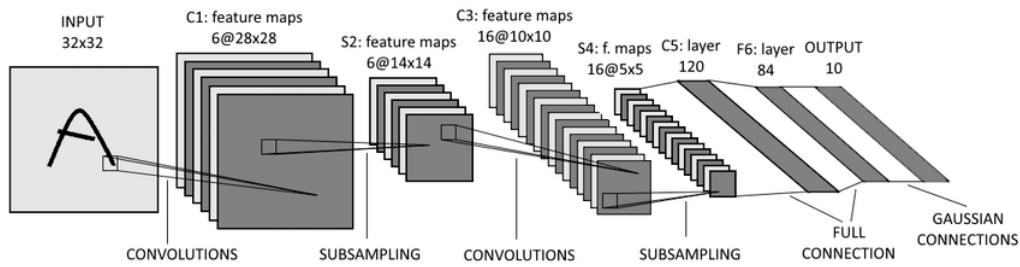 INPUT
32x32
C1: feature maps
6@28x28
S2: feature maps
6@14x14
C3: feature maps
16@10x10
S4: f. maps
16@5x5
C5: layer
120
F6: layer
84
OUTPUT
10
CONVOLUTIONS
SUBSAMPLING
CONVOLUTIONS
SUBSAMPLING
FULL
CONNECTION
GAUSSIAN
CONNECTIONS
A